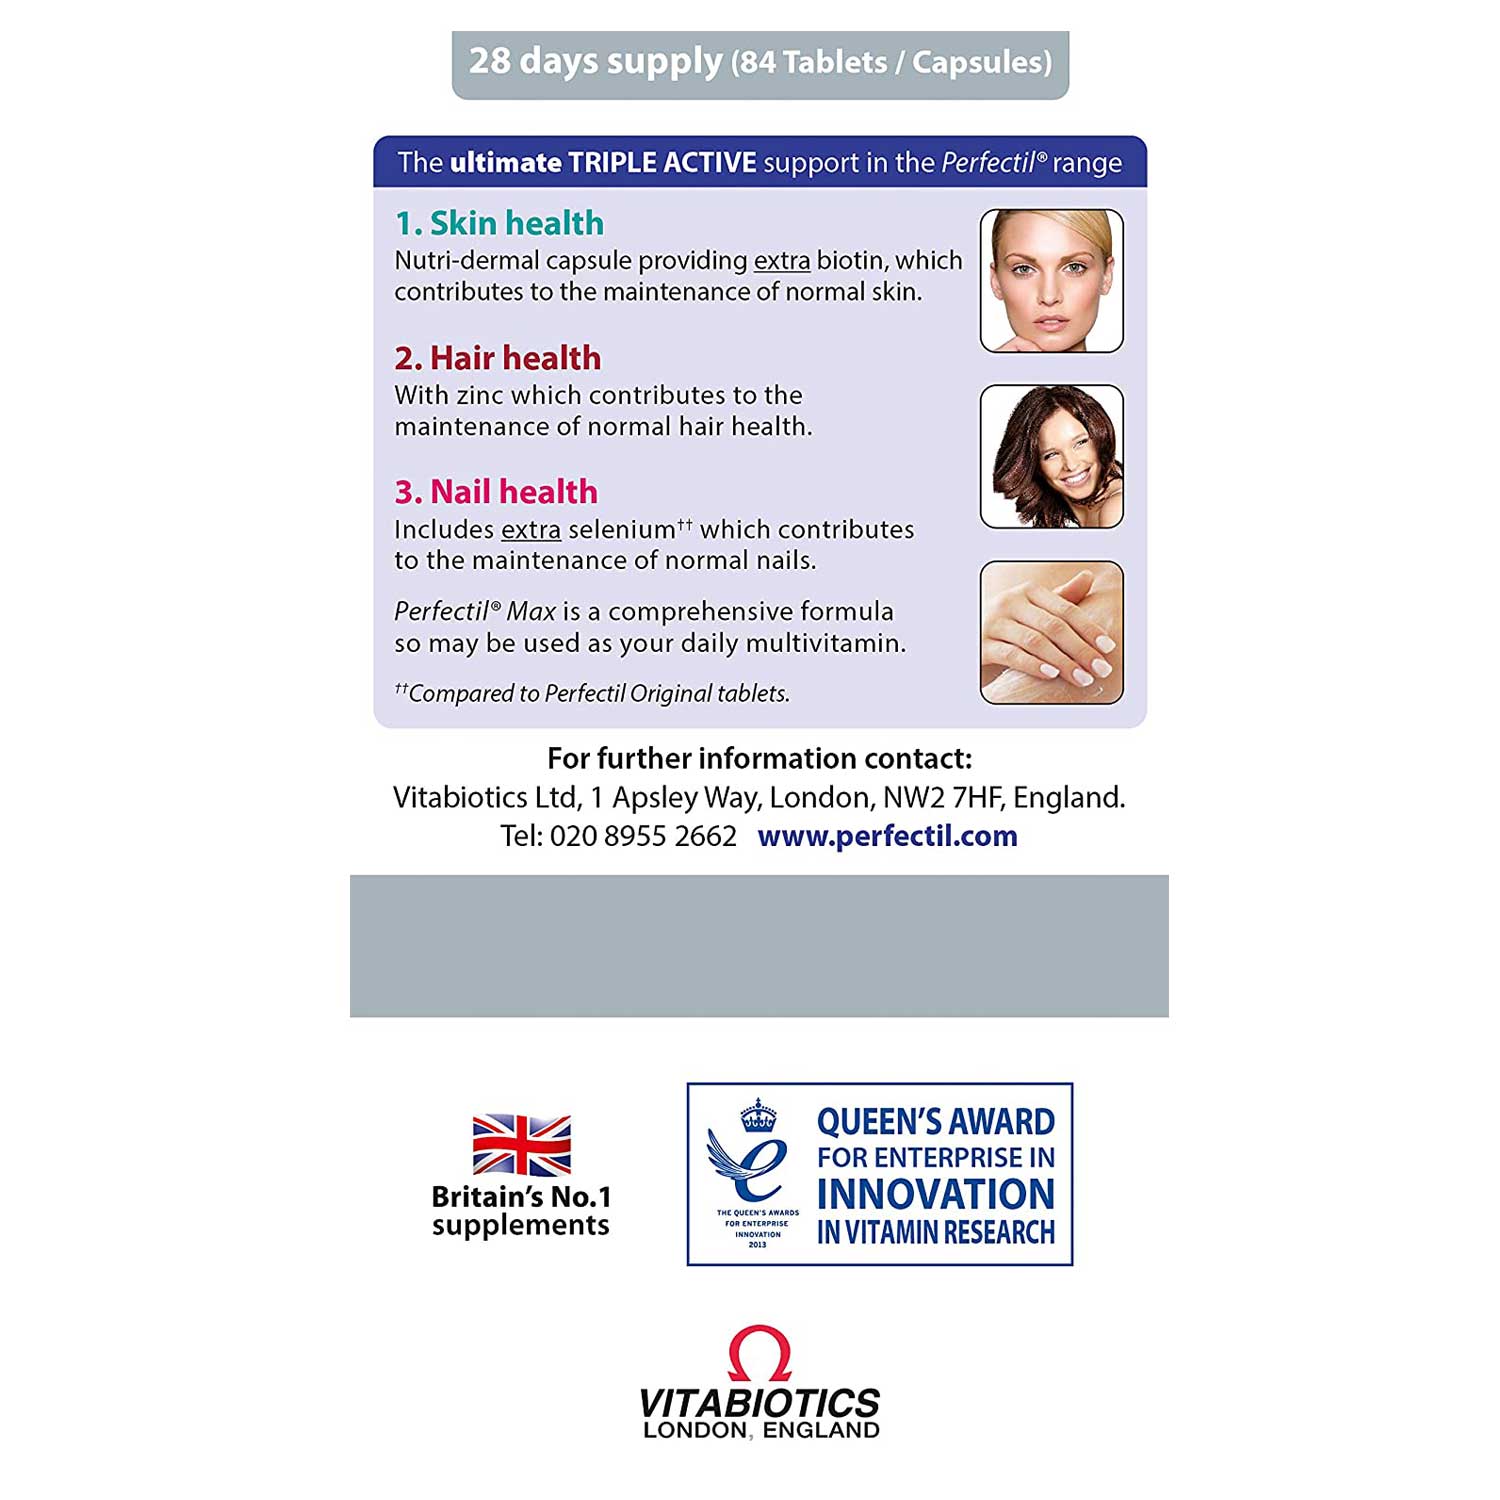 28 days supply (84 Tablets / Capsules)
The ultimate TRIPLE ACTIVE support in the Perfectil® range
1. Skin health
Nutri-dermal capsule providing extra biotin, which
contributes to the maintenance of normal skin.
2. Hair health
With zinc which contributes to the
maintenance of normal hair health.
3. Nail health
Includes extra selenium†† which contributes
to the maintenance of normal nails.
Perfectil® Max is a comprehensive formula
so may be used as your daily multivitamin.
††Compared to Perfectil Original tablets.
For further information contact:
Vitabiotics Ltd, 1 Apsley Way, London, NW2 7HF, England.
Tel: 020 8955 2662 www.perfectil.com
Britain's No.1
supplements
THE QUEEN'S AWARDS
FOR ENTERPRISE
INNOVATION
2013
QUEEN'S AWARD
FOR ENTERPRISE IN
INNOVATION
IN VITAMIN RESEARCH
VITABIOTICS
LONDON, ENGLAND